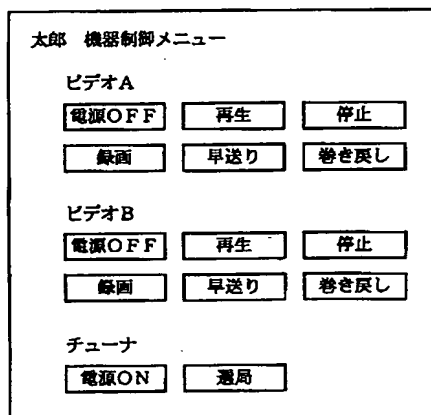 太郎 機器制御メニュー
ビデオA
電源OFF 再生 停止
録画 早送り 巻き戻し
ビデオB
電源OFF 再生 停止
録画 早送り 巻き戻し
チューナ
電源ON 選局